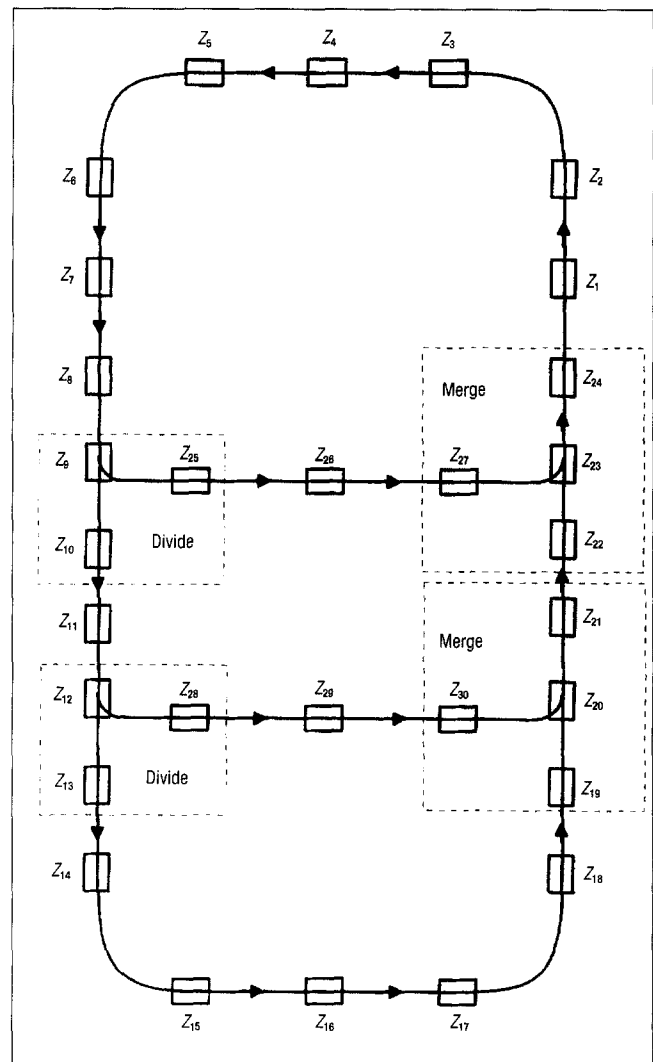 Z5 Z4 Z3
Z6 Z2
Z7 Z1
Z8 Z24
Merge
Z9 Z25 Z26 Z27 Z23
Z10 Divide Z22
Z11 Z21
Merge
Z12 Z28 Z29 Z30 Z20
Z13 Divide Z19
Z14 Z18
Z15 Z16 Z17